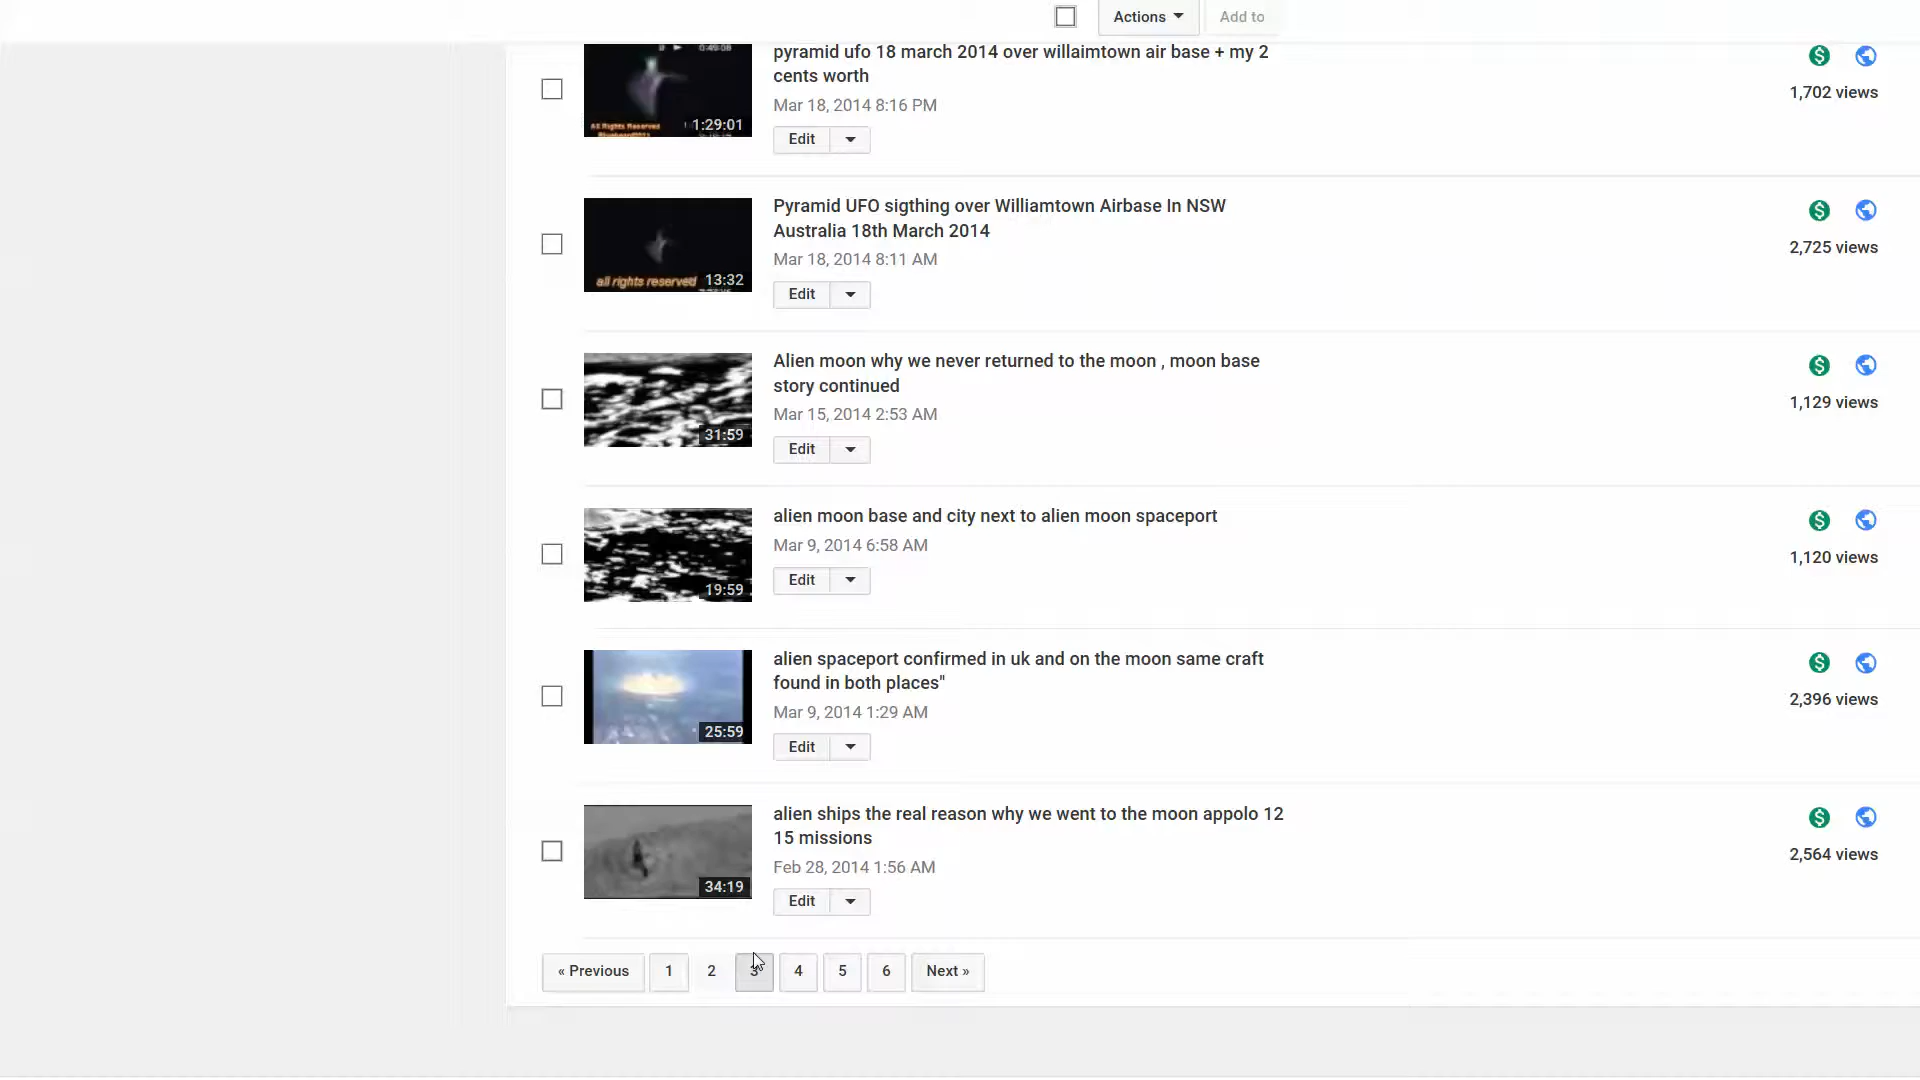 Actions
Add to
pyramid ufo 18 march 2014 over willaimtown air base + my 2
cents worth
Mar 18, 2014 8:16 PM
Edit
All Rights Reserved
1:29:01
1,702 views
Pyramid UFO sigthing over Williamtown Airbase In NSW
Australia 18th March 2014
Mar 18, 2014 8:11 AM
Edit
all rights reserved
13:32
2,725 views
Alien moon why we never returned to the moon , moon base
story continued
Mar 15, 2014 2:53 AM
Edit
31:59
1,129 views
alien moon base and city next to alien moon spaceport
Mar 9, 2014 6:58 AM
Edit
19:59
1,120 views
alien spaceport confirmed in uk and on the moon same craft
found in both places"
Mar 9, 2014 1:29 AM
Edit
25:59
2,396 views
alien ships the real reason why we went to the moon appolo 12
15 missions
Feb 28, 2014 1:56 AM
Edit
34:19
2,564 views
« Previous 1 2 3 4 5 6 Next »